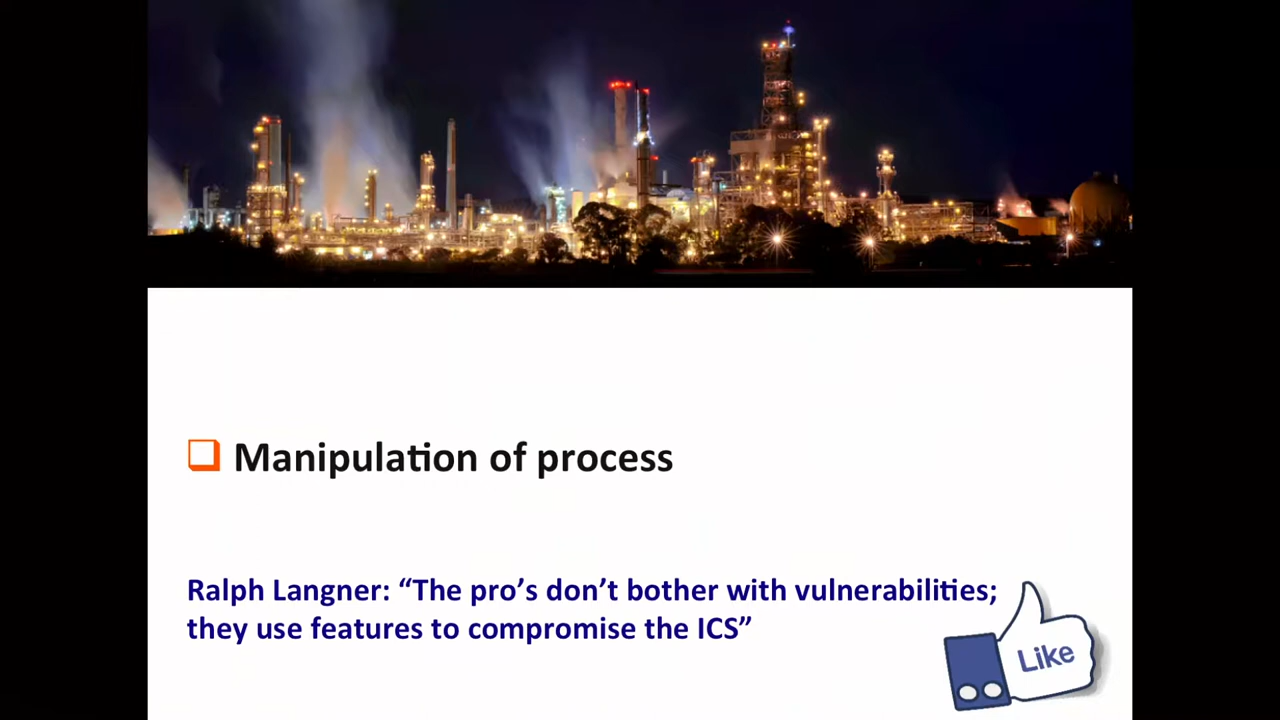 Manipulation of process
Ralph Langner: “The pro’s don’t bother with vulnerabilities;
they use features to compromise the ICS”
Like